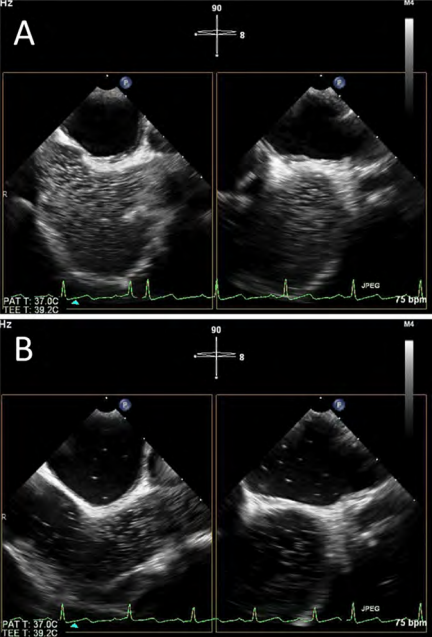 Hz
M4
A
90
8
P
P
R
JPEG
PAT T: 37.0C
TEE T: 39.2C
75 bpm
Hz
M4
B
90
8
P
P
R
JPEG
PAT T: 37.0C
TEE T: 39.2C
75 bpm